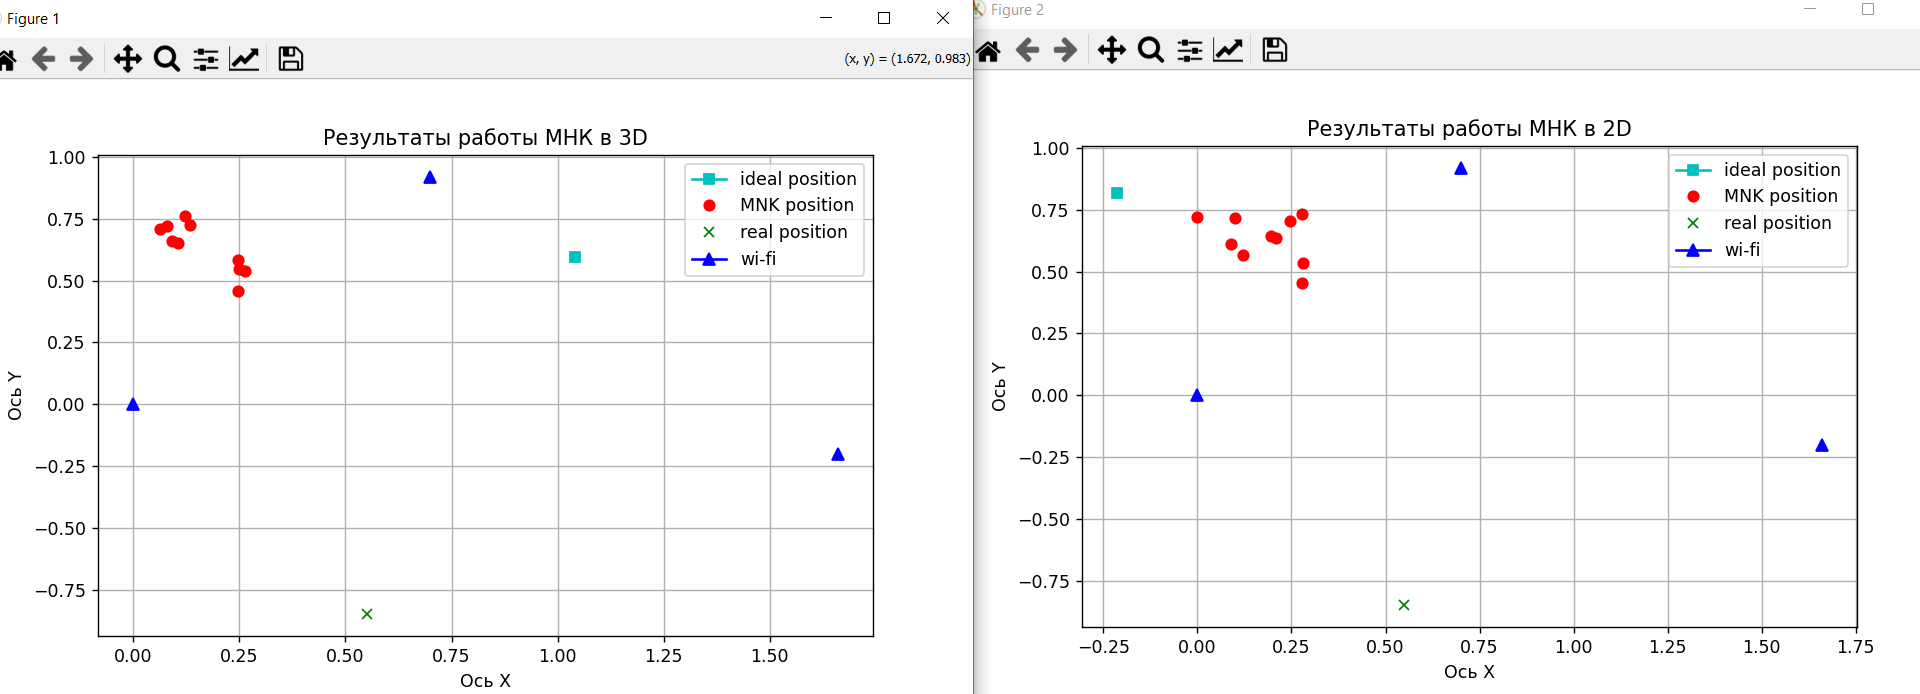 Figure 1
(x, y) = (1.672, 0.983)
Результаты работы МНК в 3D
ideal position
MNK position
real position
wi-fi
1.00
0.75
0.50
0.25
0.00
−0.25
−0.50
−0.75
Ось Y
0.00 0.25 0.50 0.75 1.00 1.25 1.50
Ось X
Figure 2
Результаты работы МНК в 2D
ideal position
MNK position
real position
wi-fi
1.00
0.75
0.50
0.25
0.00
−0.25
−0.50
−0.75
Ось Y
−0.25 0.00 0.25 0.50 0.75 1.00 1.25 1.50 1.75
Ось X